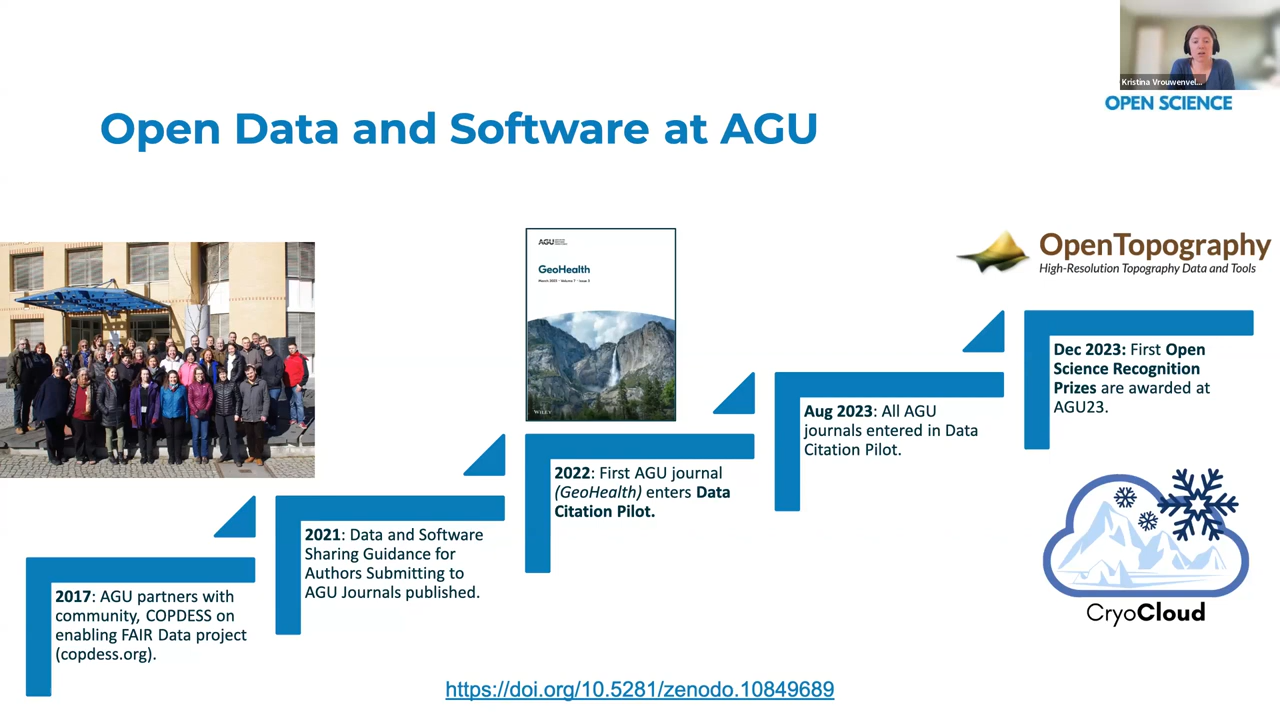 Kristina Vrouwenvel...
OPEN SCIENCE
Open Data and Software at AGU
AGU
GeoHealth
WILEY
OpenTopography
High-Resolution Topography Data and Tools
2017: AGU partners with
community, COPDESS on
enabling FAIR Data project
(copdess.org).
2021: Data and Software
Sharing Guidance for
Authors Submitting to
AGU Journals published.
2022: First AGU journal
(GeoHealth) enters Data
Citation Pilot.
Aug 2023: All AGU
journals entered in Data
Citation Pilot.
Dec 2023: First Open
Science Recognition
Prizes are awarded at
AGU23.
CryoCloud
https://doi.org/10.5281/zenodo.10849689